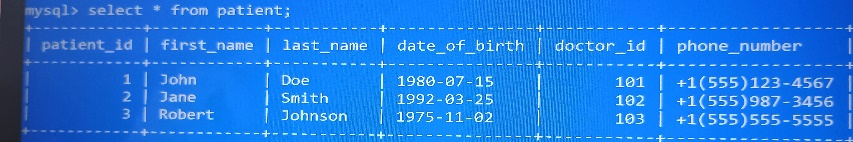 mysql> select * from patient;
| patient_id | first_name | last_name | date_of_birth | doctor_id | phone_number |
| 1 | John | Doe | 1980-07-15 | 101 | +1(555)123-4567 |
| 2 | Jane | Smith | 1992-03-25 | 102 | +1(555)987-3456 |
| 3 | Robert | Johnson | 1975-11-02 | 103 | +1(555)555-5555 |